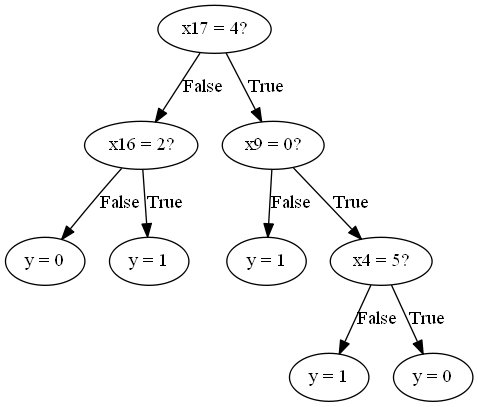 x17 = 4?
False
True
x16 = 2?
x9 = 0?
False
True
False
True
y = 0
y = 1
y = 1
x4 = 5?
False
True
y = 1
y = 0